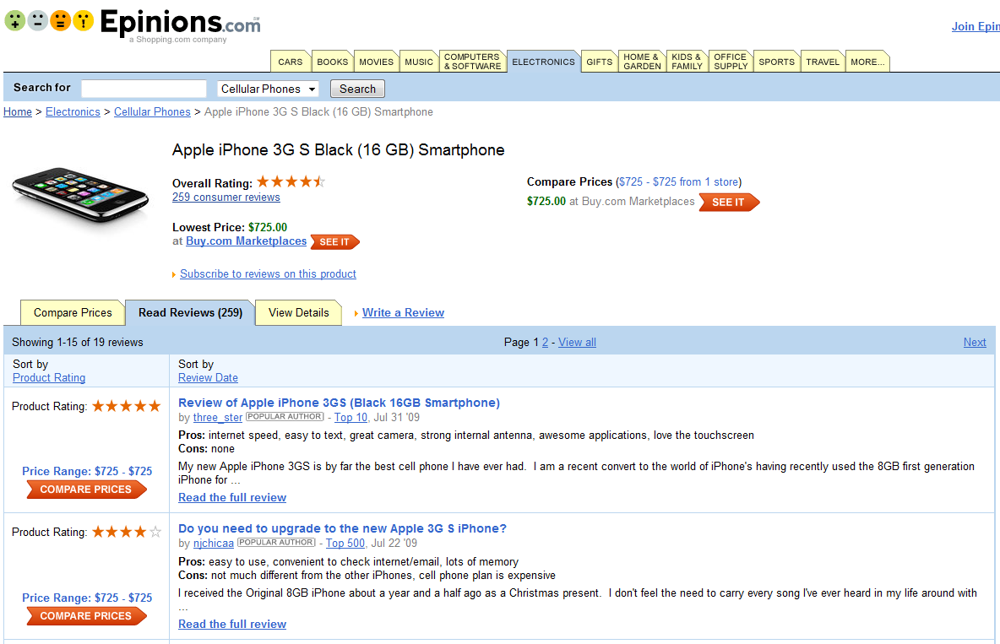 Epinions.com SM
a Shopping.com company
Join Epin
CARS BOOKS MOVIES MUSIC COMPUTERS & SOFTWARE ELECTRONICS GIFTS HOME & GARDEN KIDS & FAMILY OFFICE SUPPLY SPORTS TRAVEL MORE...
Search for Cellular Phones Search
Home > Electronics > Cellular Phones > Apple iPhone 3G S Black (16 GB) Smartphone
Apple iPhone 3G S Black (16 GB) Smartphone
Overall Rating:
259 consumer reviews
Lowest Price: $725.00
at Buy.com Marketplaces SEE IT
Subscribe to reviews on this product
Compare Prices ($725 - $725 from 1 store)
$725.00 at Buy.com Marketplaces SEE IT
Compare Prices Read Reviews (259) View Details Write a Review
Showing 1-15 of 19 reviews Page 1 2 - View all Next
Sort by
Product Rating
Sort by
Review Date
Product Rating:
Price Range: $725 - $725
COMPARE PRICES
Review of Apple iPhone 3GS (Black 16GB Smartphone)
by three_ster POPULAR AUTHOR - Top 10, Jul 31 '09
Pros: internet speed, easy to text, great camera, strong internal antenna, awesome applications, love the touchscreen
Cons: none
My new Apple iPhone 3GS is by far the best cell phone I have ever had. I am a recent convert to the world of iPhone's having recently used the 8GB first generation
iPhone for ...
Read the full review
Product Rating:
Price Range: $725 - $725
COMPARE PRICES
Do you need to upgrade to the new Apple 3G S iPhone?
by njchicaa POPULAR AUTHOR - Top 500, Jul 22 '09
Pros: easy to use, convenient to check internet/email, lots of memory
Cons: not much different from the other iPhones, cell phone plan is expensive
I received the Original 8GB iPhone about a year and a half ago as a Christmas present. I don't feel the need to carry every song I've ever heard in my life around with
...
Read the full review